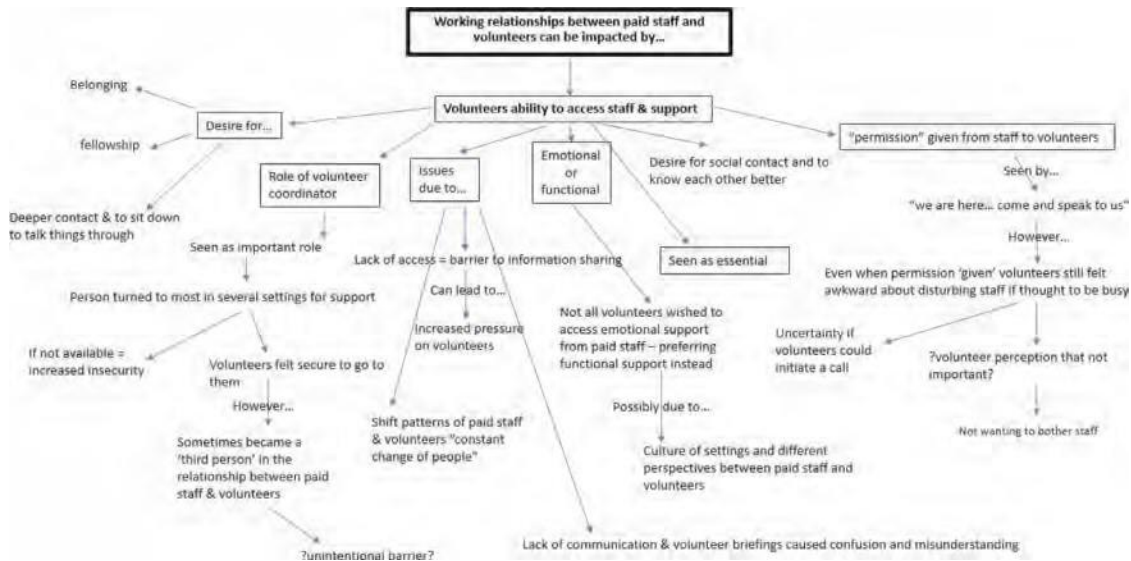 Working relationships between paid staff and
volunteers can be impacted by...
Belonging
Volunteers ability to access staff & support
Desire for...
"permission" given from staff to volunteers
fellowship
Role of volunteer
coordinator
Issues
due to...
Emotional
or
functional
Desire for social contact and to
know each other better
Seen by...
"we are here... come and speak to us"
Deeper contact & to sit down
to talk things through
Seen as important role
Lack of access = barrier to information sharing
Seen as essential
However...
Even when permission 'given' volunteers still felt
awkward about disturbing staff if thought to be busy
Person turned to most in several settings for support
Can lead to...
Increased pressure
on volunteers
Not all volunteers wished to
access emotional support
from paid staff – preferring
functional support instead
Uncertainty if
volunteers could
initiate a call
?volunteer perception that not
important?
If not available =
increased insecurity
Volunteers felt secure to go to
them
However...
Possibly due to...
Not wanting to bother staff
Shift patterns of paid staff
& volunteers "constant
change of people"
Sometimes became a
'third person' in the
relationship between paid
staff & volunteers
Culture of settings and different
perspectives between paid staff and
volunteers
?unintentional barrier?
Lack of communication & volunteer briefings caused confusion and misunderstanding